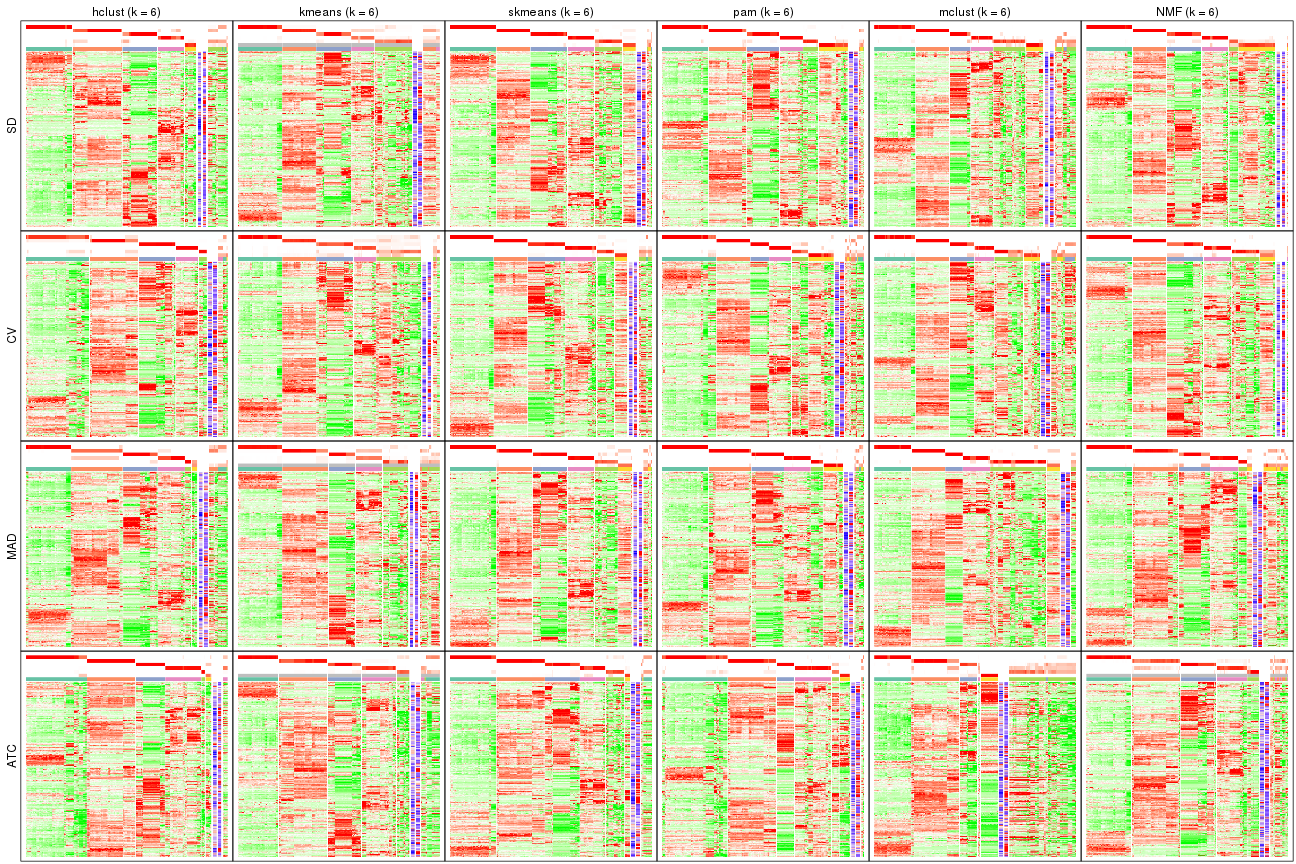 hclust (k = 6)
kmeans (k = 6)
skmeans (k = 6)
pam (k = 6)
mclust (k = 6)
NMF (k = 6)
SD
CV
MAD
ATC